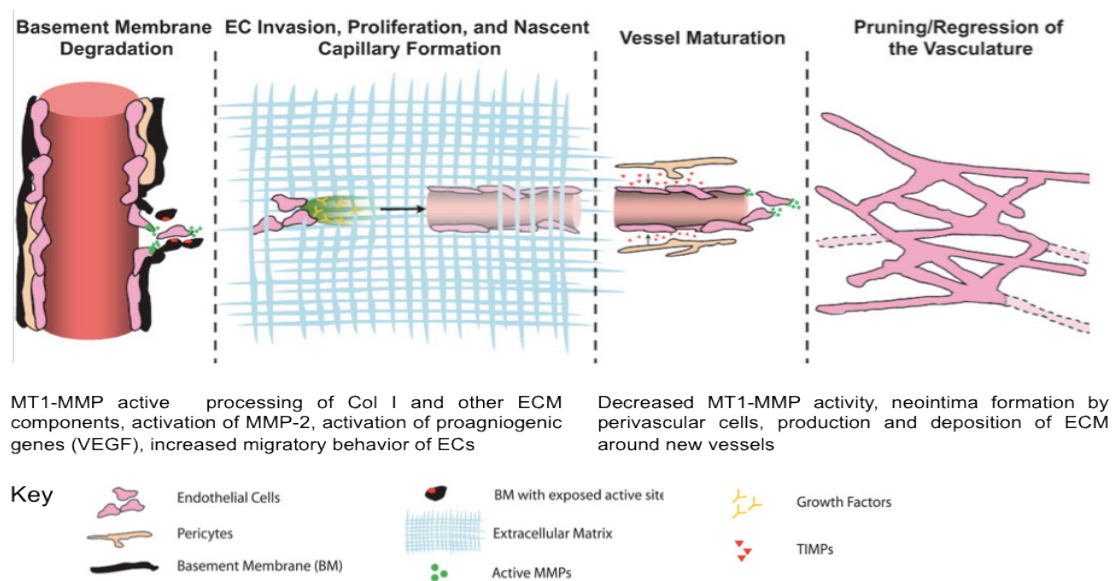 Basement Membrane
Degradation
EC Invasion, Proliferation, and Nascent
Capillary Formation
Vessel Maturation
Pruning/Regression of
the Vasculature
MT1-MMP active processing of Col I and other ECM
components, activation of MMP-2, activation of proagniogenic
genes (VEGF), increased migratory behavior of ECs
Decreased MT1-MMP activity, neointima formation by
perivascular cells, production and deposition of ECM
around new vessels
Key
Endothelial Cells
Pericytes
Basement Membrane (BM)
BM with exposed active site
Extracellular Matrix
Active MMPs
Growth Factors
TIMPs